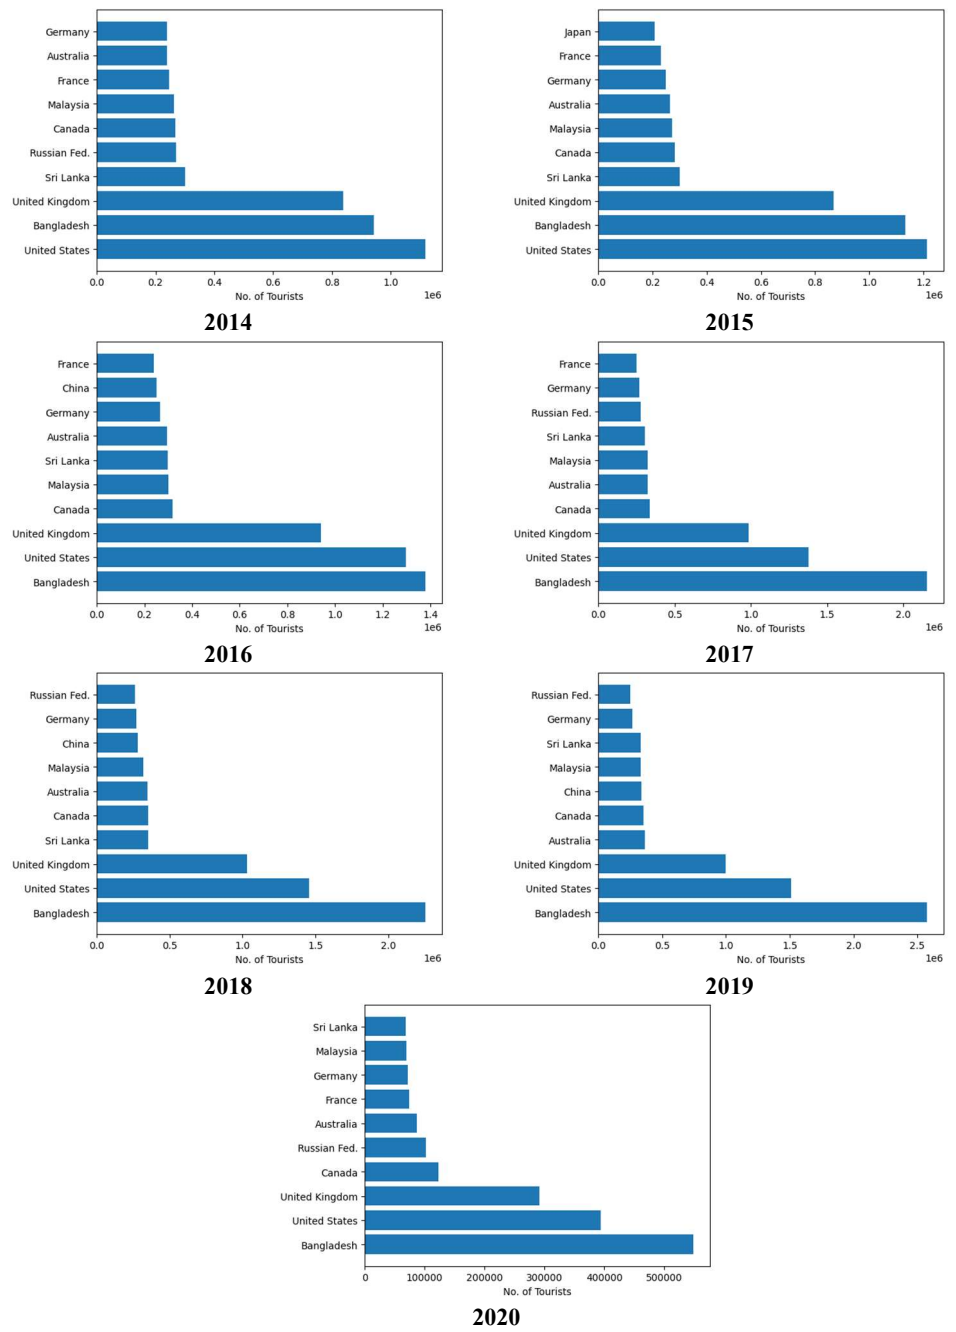 Germany
Australia
France
Malaysia
Canada
Russian Fed.
Sri Lanka
United Kingdom
Bangladesh
United States
0.0 0.2 0.4 0.6 0.8 1.0
No. of Tourists 1e6
2014
Japan
France
Germany
Australia
Malaysia
Canada
Sri Lanka
United Kingdom
Bangladesh
United States
0.0 0.2 0.4 0.6 0.8 1.0 1.2
No. of Tourists 1e6
2015
France
China
Germany
Australia
Sri Lanka
Malaysia
Canada
United Kingdom
United States
Bangladesh
0.0 0.2 0.4 0.6 0.8 1.0 1.2 1.4
No. of Tourists 1e6
2016
France
Germany
Russian Fed.
Sri Lanka
Malaysia
Australia
Canada
United Kingdom
United States
Bangladesh
0.0 0.5 1.0 1.5 2.0
No. of Tourists 1e6
2017
Russian Fed.
Germany
China
Malaysia
Australia
Canada
Sri Lanka
United Kingdom
United States
Bangladesh
0.0 0.5 1.0 1.5 2.0
No. of Tourists 1e6
2018
Russian Fed.
Germany
Sri Lanka
Malaysia
China
Canada
Australia
United Kingdom
United States
Bangladesh
0.0 0.5 1.0 1.5 2.0 2.5
No. of Tourists 1e6
2019
Sri Lanka
Malaysia
Germany
France
Australia
Russian Fed.
Canada
United Kingdom
United States
Bangladesh
0 100000 200000 300000 400000 500000
No. of Tourists
2020